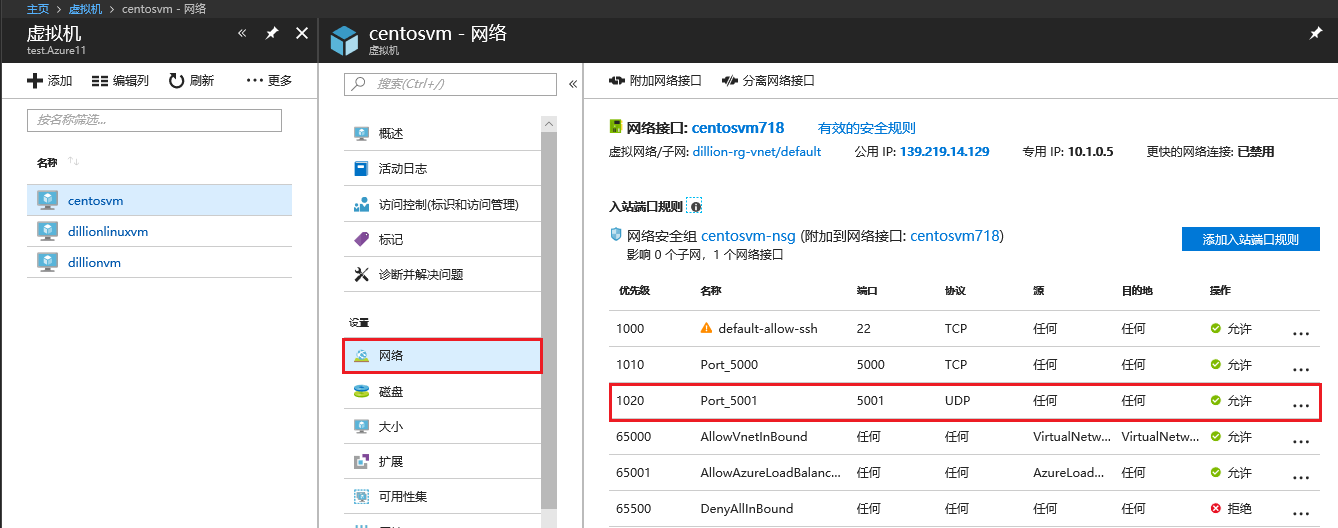 主页 > 虚拟机 > centosvm - 网络
虚拟机
test.Azure11
添加 编辑列 刷新 ··· 更多
按名称筛选...
名称
centosvm
dillionlinuxvm
dillionvm
centosvm - 网络
虚拟机
搜索(Ctrl+/)
概述
活动日志
访问控制(标识和访问管理)
标记
诊断并解决问题
设置
网络
磁盘
大小
扩展
可用性集
附加网络接口 分离网络接口
网络接口: centosvm718 有效的安全规则
虚拟网络/子网: dillion-rg-vnet/default 公用 IP: 139.219.14.129 专用 IP: 10.1.0.5 更快的网络连接: 已禁用
入站端口规则
网络安全组 centosvm-nsg (附加到网络接口: centosvm718)
影响 0 个子网，1 个网络接口
添加入站端口规则
优先级 名称 端口 协议 源 目的地 操作
1000 default-allow-ssh 22 TCP 任何 任何 允许 ...
1010 Port_5000 5000 TCP 任何 任何 允许 ...
1020 Port_5001 5001 UDP 任何 任何 允许 ...
65000 AllowVnetInBound 任何 任何 VirtualNetw... VirtualNetw... 允许 ...
65001 AllowAzureLoadBalanc... 任何 任何 AzureLoad... 任何 允许 ...
65500 DenyAllInBound 任何 任何 任何 任何 拒绝 ...